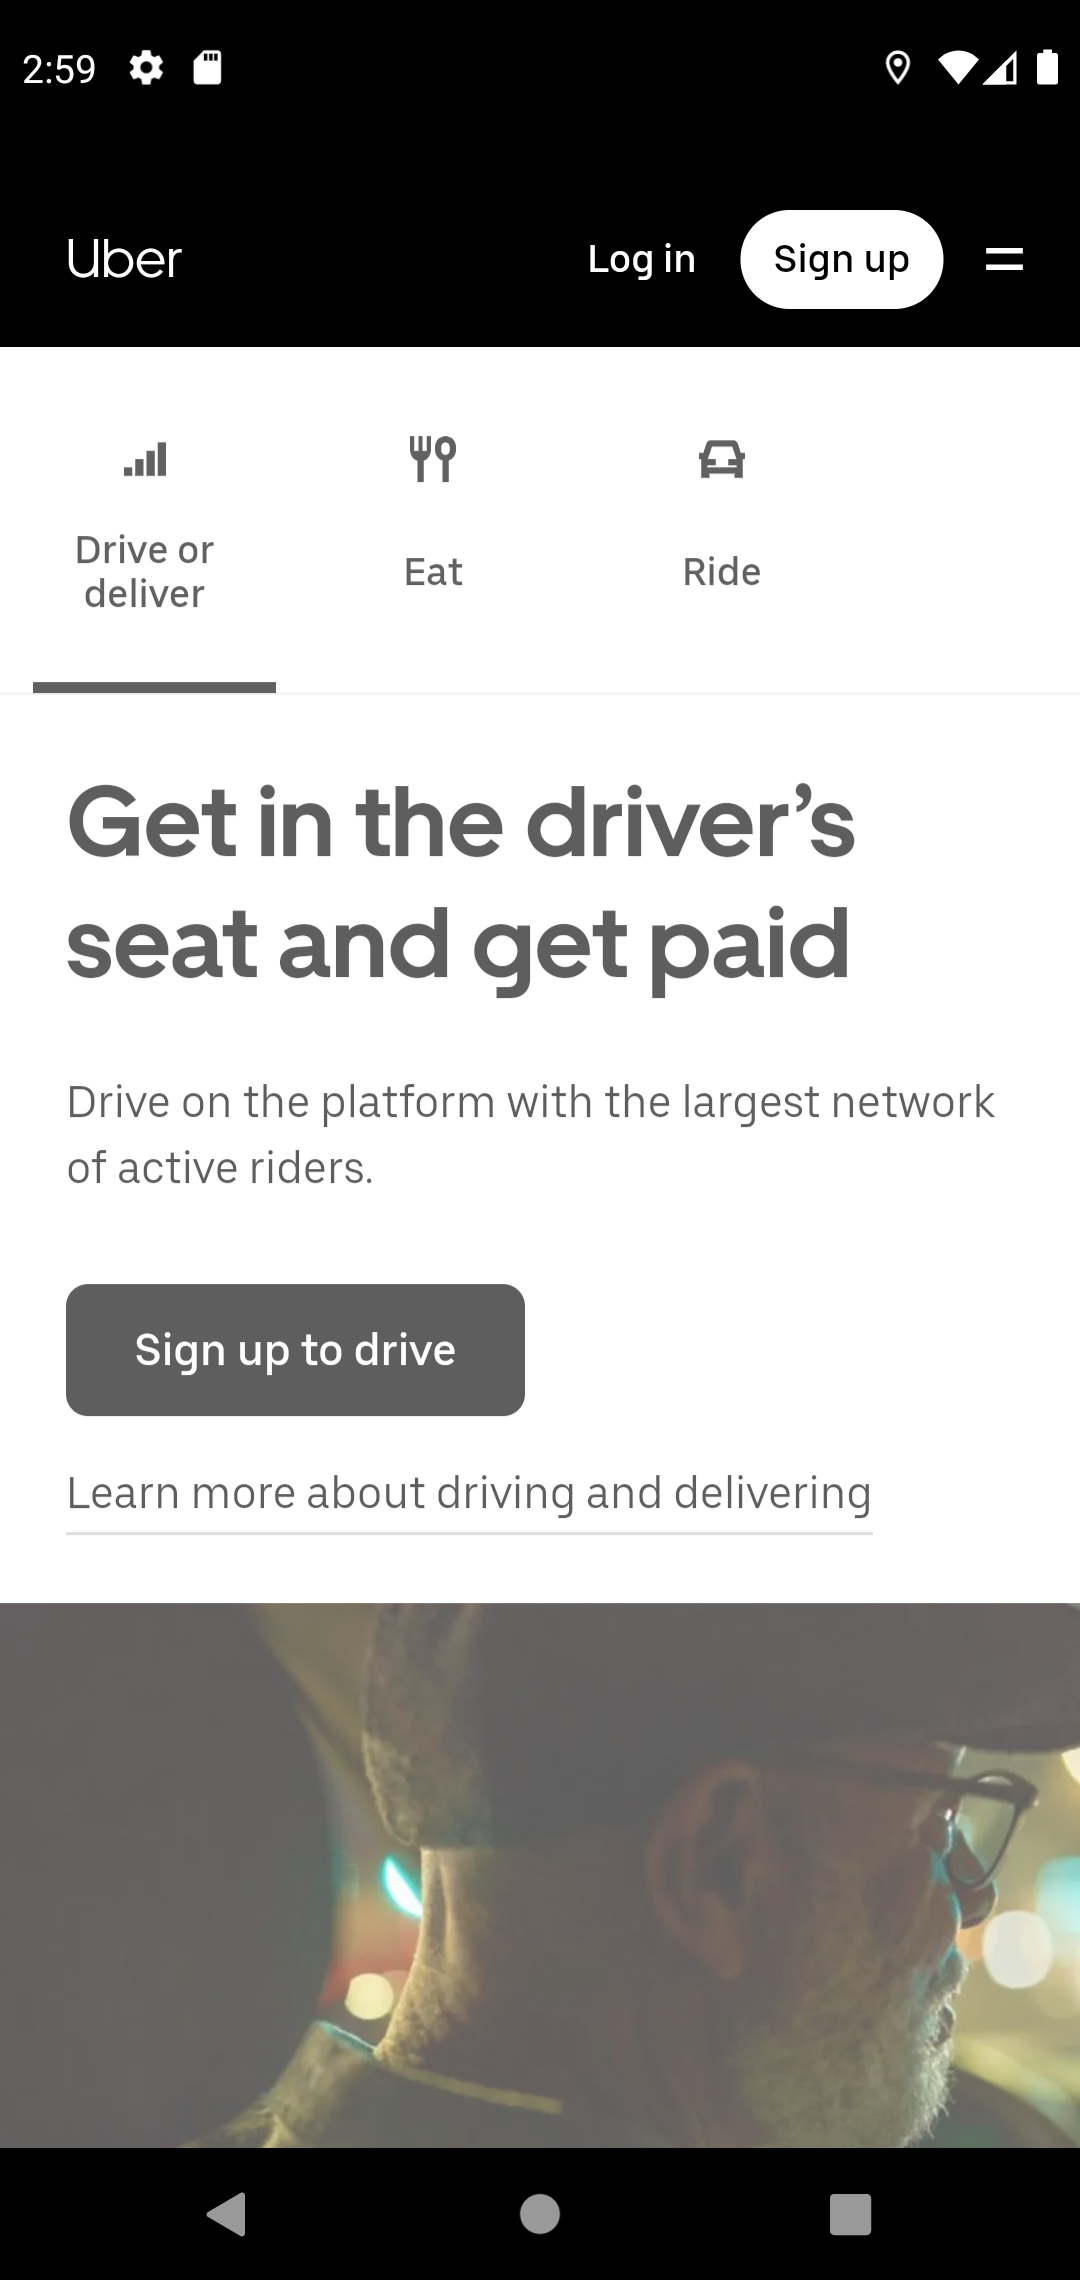 2:59
Uber
Log in
Sign up
Drive or
deliver
Eat
Ride
Get in the driver’s
seat and get paid
Drive on the platform with the largest network
of active riders.
Sign up to drive
Learn more about driving and delivering